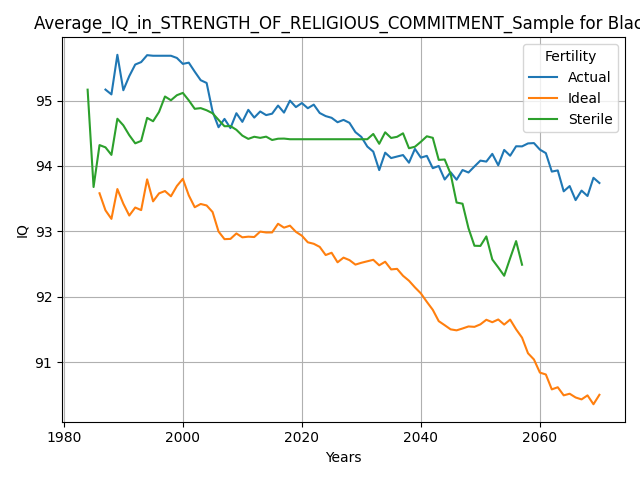 Average_IQ_in_STRENGTH_OF_RELIGIOUS_COMMITMENT_Sample for Blac
Fertility
Actual
Ideal
Sterile
IQ
95
94
93
92
91
1980
2000
2020
2040
2060
Years